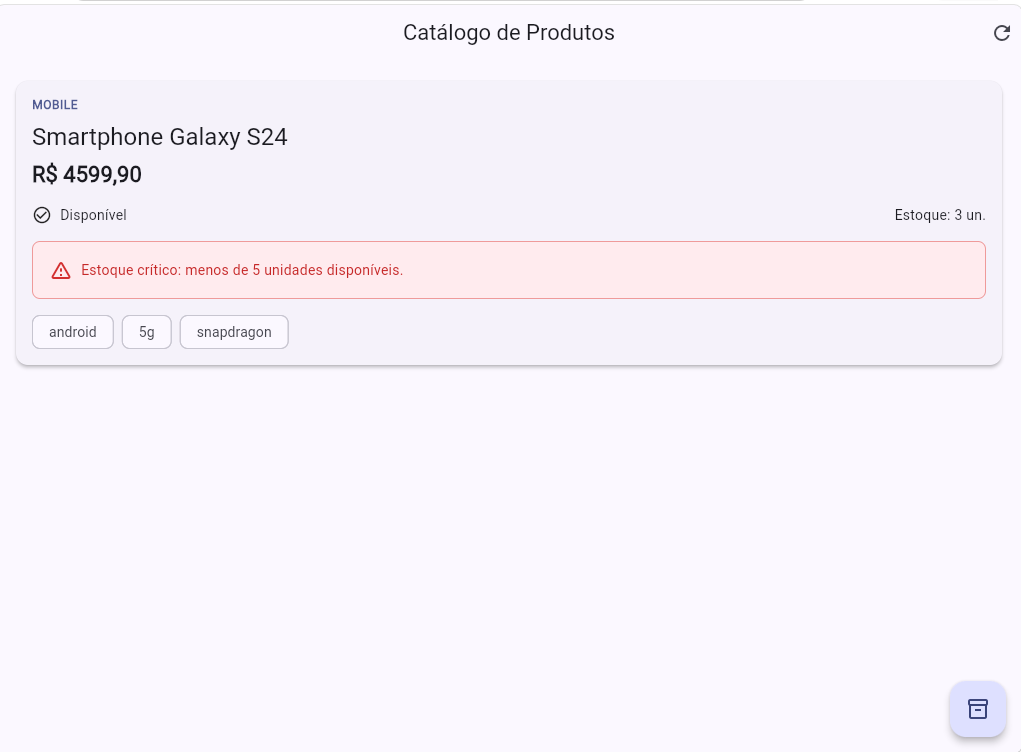 Catálogo de Produtos
MOBILE
Smartphone Galaxy S24
R$ 4599,90
Disponível
Estoque: 3 un.
Estoque crítico: menos de 5 unidades disponíveis.
android
5g
snapdragon